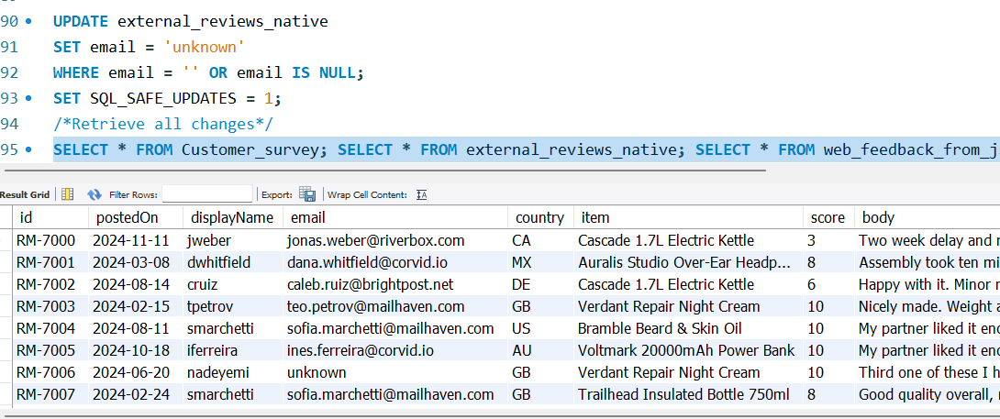 90 UPDATE external_reviews_native
91 SET email = 'unknown'
92 WHERE email = '' OR email IS NULL;
93 SET SQL_SAFE_UPDATES = 1;
94 /*Retrieve all changes*/
95 SELECT * FROM Customer_survey; SELECT * FROM external_reviews_native; SELECT * FROM web_feedback_from_j
Result Grid Filter Rows: Export: Wrap Cell Content:
id postedOn displayName email country item score body
RM-7000 2024-11-11 jweber jonas.weber@riverbox.com CA Cascade 1.7L Electric Kettle 3 Two week delay and
RM-7001 2024-03-08 dwhitfield dana.whitfield@corvid.io MX Auralis Studio Over-Ear Headp... 8 Assembly took ten mi
RM-7002 2024-08-14 cruiz caleb.ruiz@brightpost.net DE Cascade 1.7L Electric Kettle 6 Happy with it. Minor
RM-7003 2024-02-15 tpetrov teo.petrov@mailhaven.com GB Verdant Repair Night Cream 10 Nicely made. Weight
RM-7004 2024-08-11 smarchetti sofia.marchetti@mailhaven.com US Bramble Beard & Skin Oil 10 My partner liked it
RM-7005 2024-10-18 iferreira ines.ferreira@corvid.io AU Voltmark 20000mAh Power Bank 10 My partner liked it
RM-7006 2024-06-20 nadeyemi unknown GB Verdant Repair Night Cream 10 Third one of these I
RM-7007 2024-02-24 smarchetti sofia.marchetti@mailhaven.com GB Trailhead Insulated Bottle 750ml 8 Good quality overall,